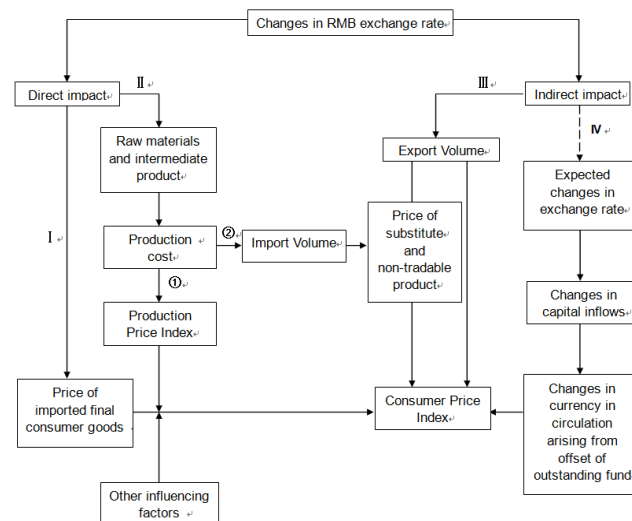 Changes in RMB exchange rate
II
III
Direct impact
Indirect impact
IV
Raw materials
and intermediate
product
Export Volume
Expected
changes in
exchange rate
I
Production
cost
②
Import Volume
Price of
substitute
and
non-tradable
product
①
Production
Price Index
Changes in
capital inflows
Price of
imported final
consumer goods
Consumer Price
Index
Changes in
currency in
circulation
arising from
offset of
outstanding fund
Other influencing
factors